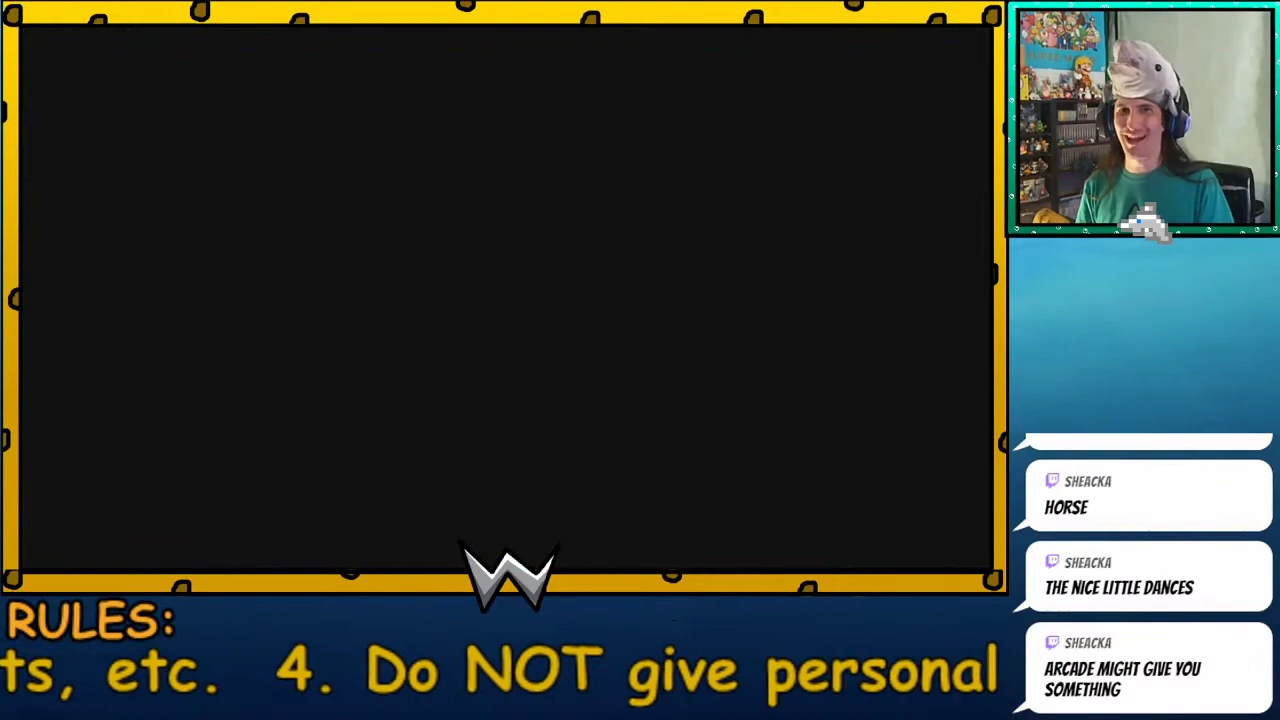 SHEACKA
HORSE
SHEACKA
THE NICE LITTLE DANCES
SHEACKA
ARCADE MIGHT GIVE YOU
SOMETHING
W
RULES:
ts, etc. 4. Do NOT give personal